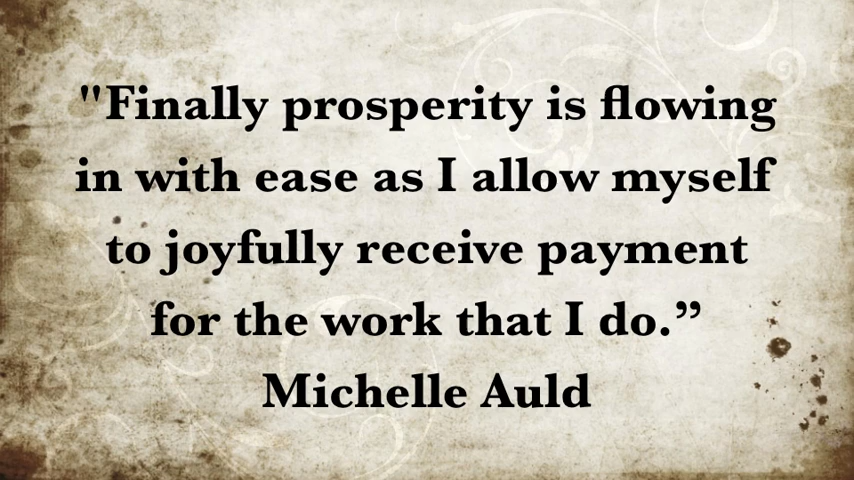 "Finally prosperity is flowing
in with ease as I allow myself
to joyfully receive payment
for the work that I do.”
Michelle Auld